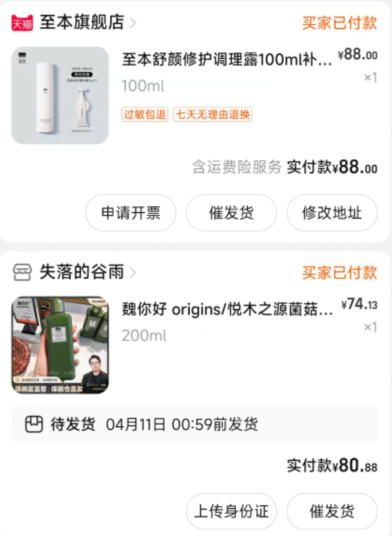 天猫 至本旗舰店
买家已付款
至本舒颜修护调理露100ml补...
¥88.00
100ml
×1
过敏包退 七天无理由退换
含运费险服务 实付款¥88.00
申请开票 催发货 修改地址
失落的谷雨
买家已付款
魏你好 origins/悦木之源菌菇...
¥74.13
200ml
×1
待发货 04月11日 00:59前发货
实付款¥80.88
上传身份证 催发货